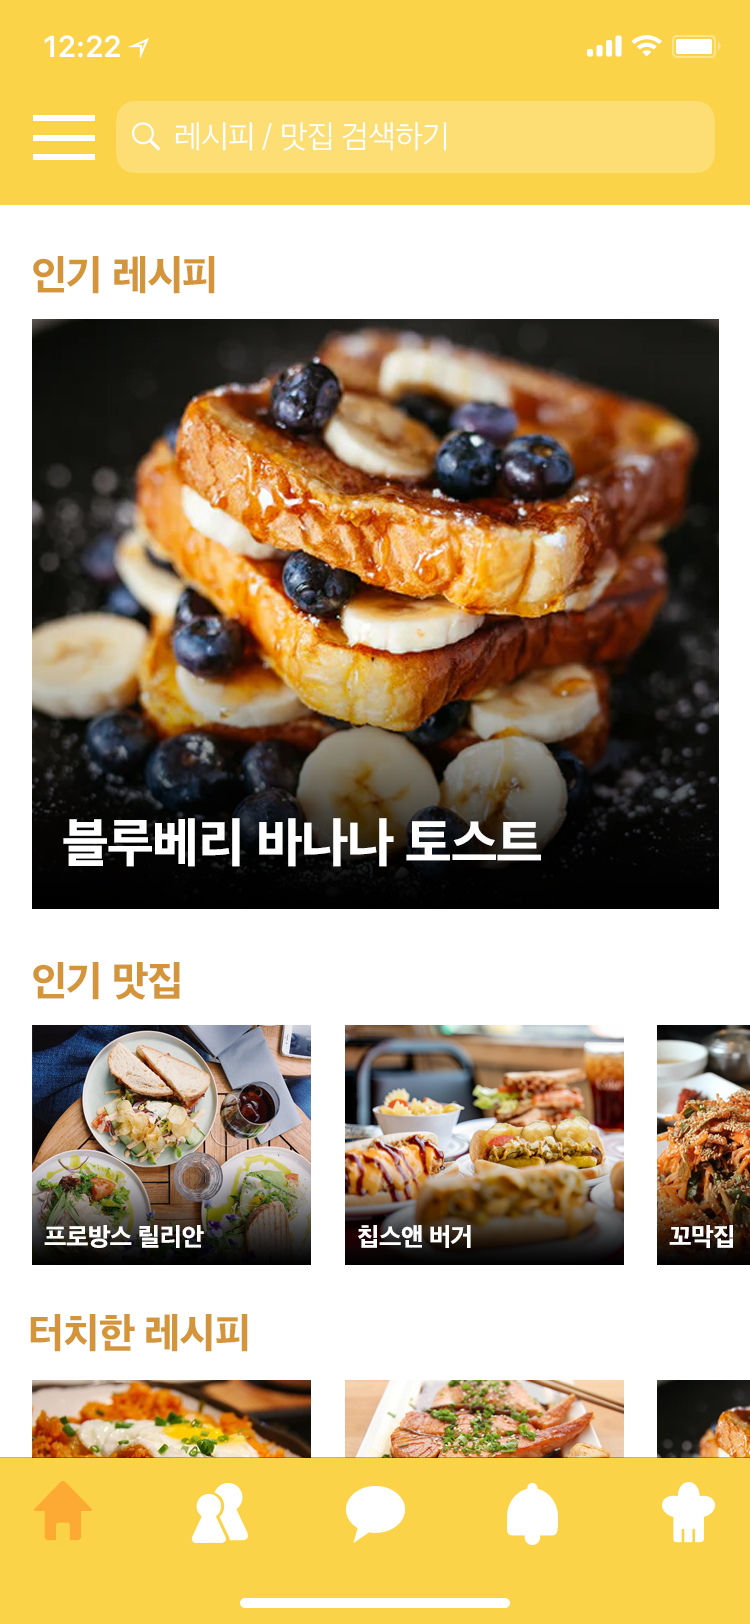 12:22
레시피 / 맛집 검색하기
인기 레시피
블루베리 바나나 토스트
인기 맛집
프로방스 릴리안
칩스앤 버거
꼬막집
터치한 레시피